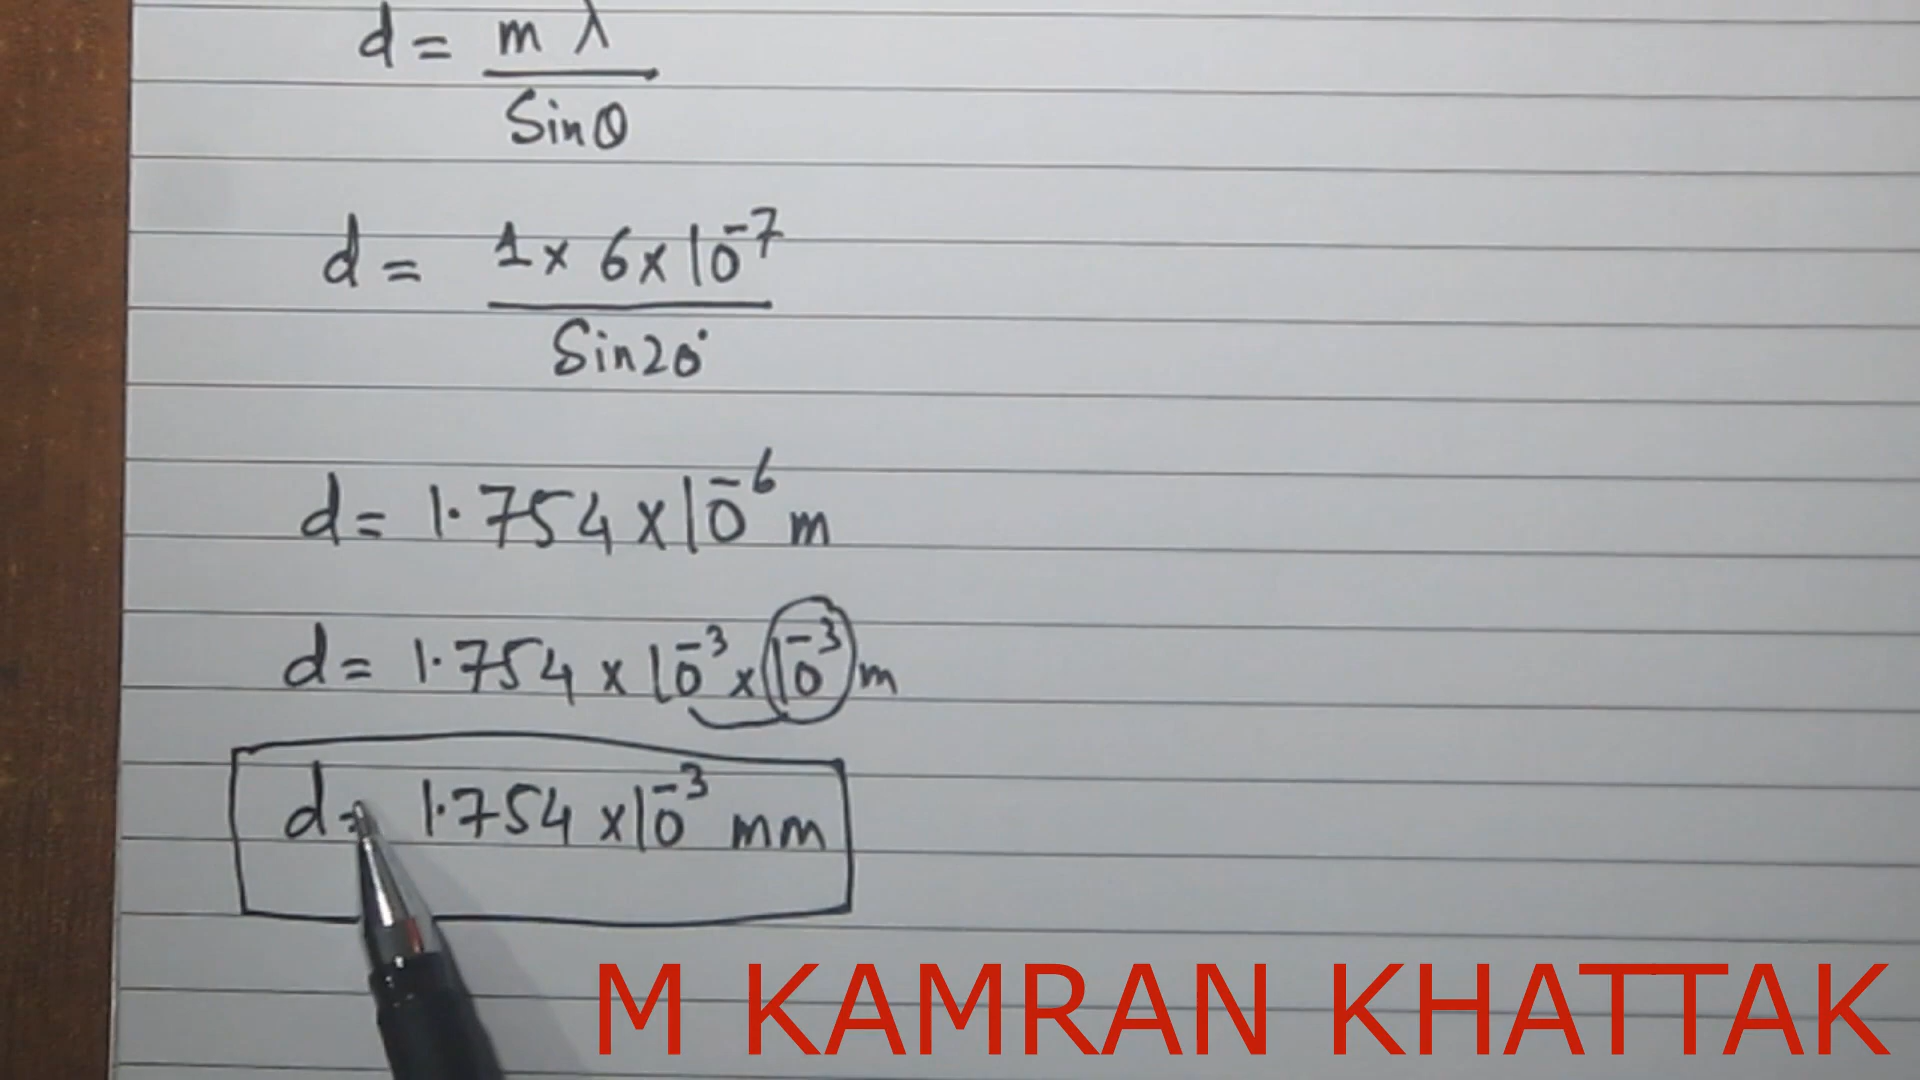 d = mλ / Sinθ
d = 1 × 6 × 10⁻⁷ / Sin20°
d = 1.754 × 10⁻⁶ m
d = 1.754 × 10⁻³ × 10⁻³ m
d = 1.754 × 10⁻³ mm
M KAMRAN KHATTAK